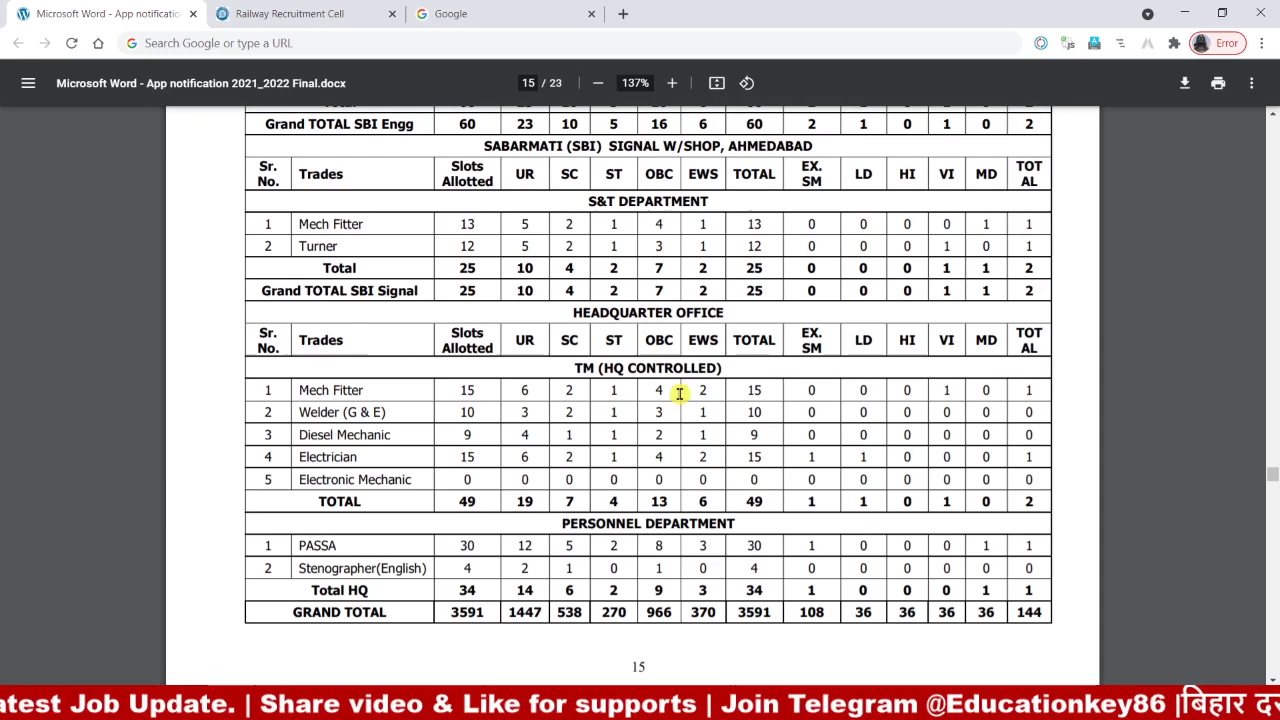 Microsoft Word - App notificatio
Railway Recruitment Cell
Google
Search Google or type a URL
js
Error
Microsoft Word - App notification 2021_2022 Final.docx
15 / 23
137%
Grand TOTAL SBI Engg 60 23 10 5 16 6 60 2 1 0 1 0 2
SABARMATI (SBI) SIGNAL W/SHOP, AHMEDABAD
Sr. No. Trades Slots Allotted UR SC ST OBC EWS TOTAL EX. SM LD HI VI MD TOT AL
S&T DEPARTMENT
1 Mech Fitter 13 5 2 1 4 1 13 0 0 0 0 1 1
2 Turner 12 5 2 1 3 1 12 0 0 0 1 0 1
Total 25 10 4 2 7 2 25 0 0 0 1 1 2
Grand TOTAL SBI Signal 25 10 4 2 7 2 25 0 0 0 1 1 2
HEADQUARTER OFFICE
Sr. No. Trades Slots Allotted UR SC ST OBC EWS TOTAL EX. SM LD HI VI MD TOT AL
TM (HQ CONTROLLED)
1 Mech Fitter 15 6 2 1 4 2 15 0 0 0 1 0 1
2 Welder (G & E) 10 3 2 1 3 1 10 0 0 0 0 0 0
3 Diesel Mechanic 9 4 1 1 2 1 9 0 0 0 0 0 0
4 Electrician 15 6 2 1 4 2 15 1 1 0 0 0 1
5 Electronic Mechanic 0 0 0 0 0 0 0 0 0 0 0 0 0
TOTAL 49 19 7 4 13 6 49 1 1 0 1 0 2
PERSONNEL DEPARTMENT
1 PASSA 30 12 5 2 8 3 30 1 0 0 0 1 1
2 Stenographer(English) 4 2 1 0 1 0 4 0 0 0 0 0 0
Total HQ 34 14 6 2 9 3 34 1 0 0 0 1 1
GRAND TOTAL 3591 1447 538 270 966 370 3591 108 36 36 36 36 144
15
atest Job Update. | Share video & Like for supports | Join Telegram @Educationkey86 |बिहार दर